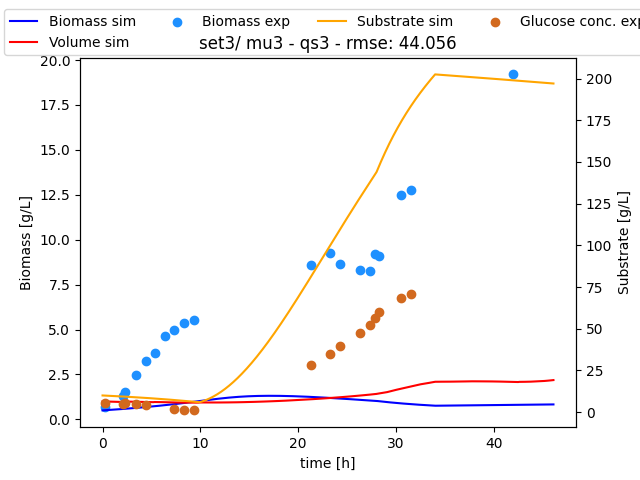 Biomass sim
Biomass exp
Substrate sim
Glucose conc. exp
Volume sim
set3/ mu3 - qs3 - rmse: 44.056
20.0
17.5
15.0
12.5
10.0
7.5
5.0
2.5
0.0
Biomass [g/L]
200
175
150
125
100
75
50
25
0
Substrate [g/L]
0
10
20
30
40
time [h]